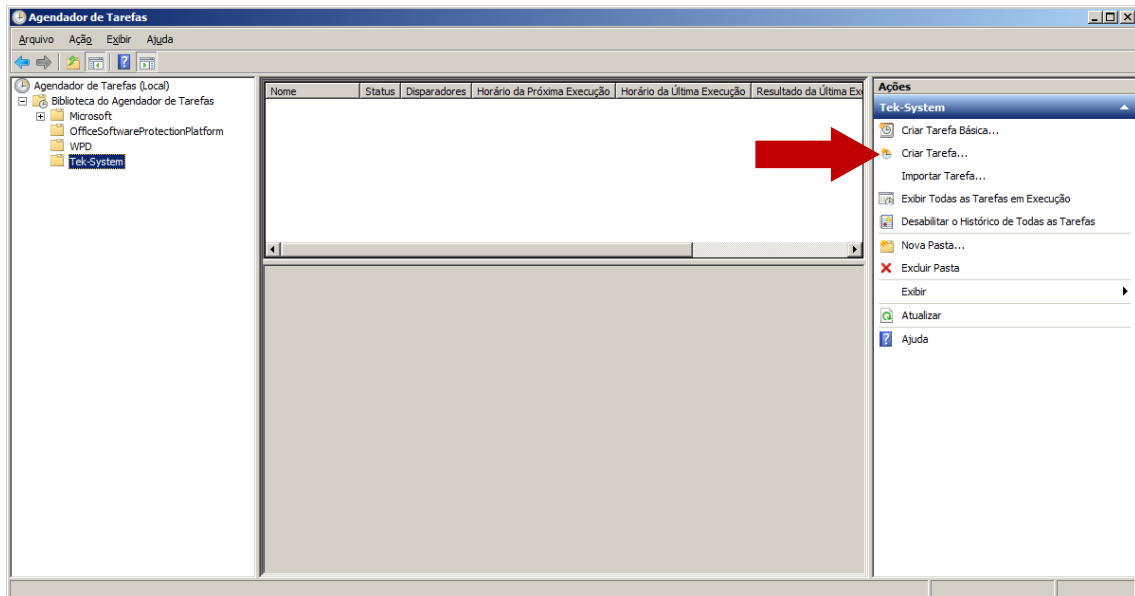 Agendador de Tarefas
Arquivo Ação Exibir Ajuda
Agendador de Tarefas (Local)
Biblioteca do Agendador de Tarefas
Microsoft
OfficeSoftwareProtectionPlatform
WPD
Tek-System
Nome Status Disparadores Horário da Próxima Execução Horário da Última Execução Resultado da Última Ex
Ações
Tek-System
Criar Tarefa Básica...
Criar Tarefa...
Importar Tarefa...
Exibir Todas as Tarefas em Execução
Desabilitar o Histórico de Todas as Tarefas
Nova Pasta...
Excluir Pasta
Exibir
Atualizar
Ajuda